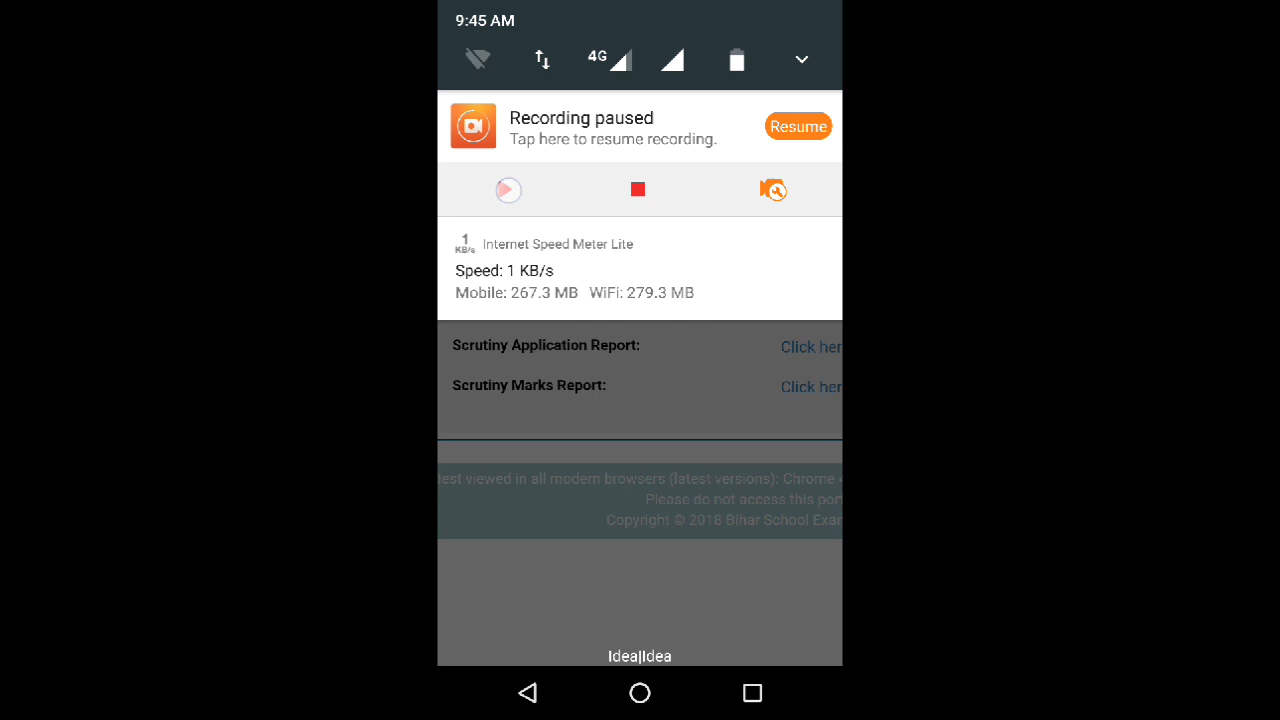 9:45 AM
4G
Recording paused
Tap here to resume recording.
Resume
1
KB/s
Internet Speed Meter Lite
Speed: 1 KB/s
Mobile: 267.3 MB WiFi: 279.3 MB
Scrutiny Application Report:
Click her
Scrutiny Marks Report:
Click her
est viewed in all modern browsers (latest versions): Chrome 4
Please do not access this por
Copyright © 2018 Bihar School Exar
Idea|Idea